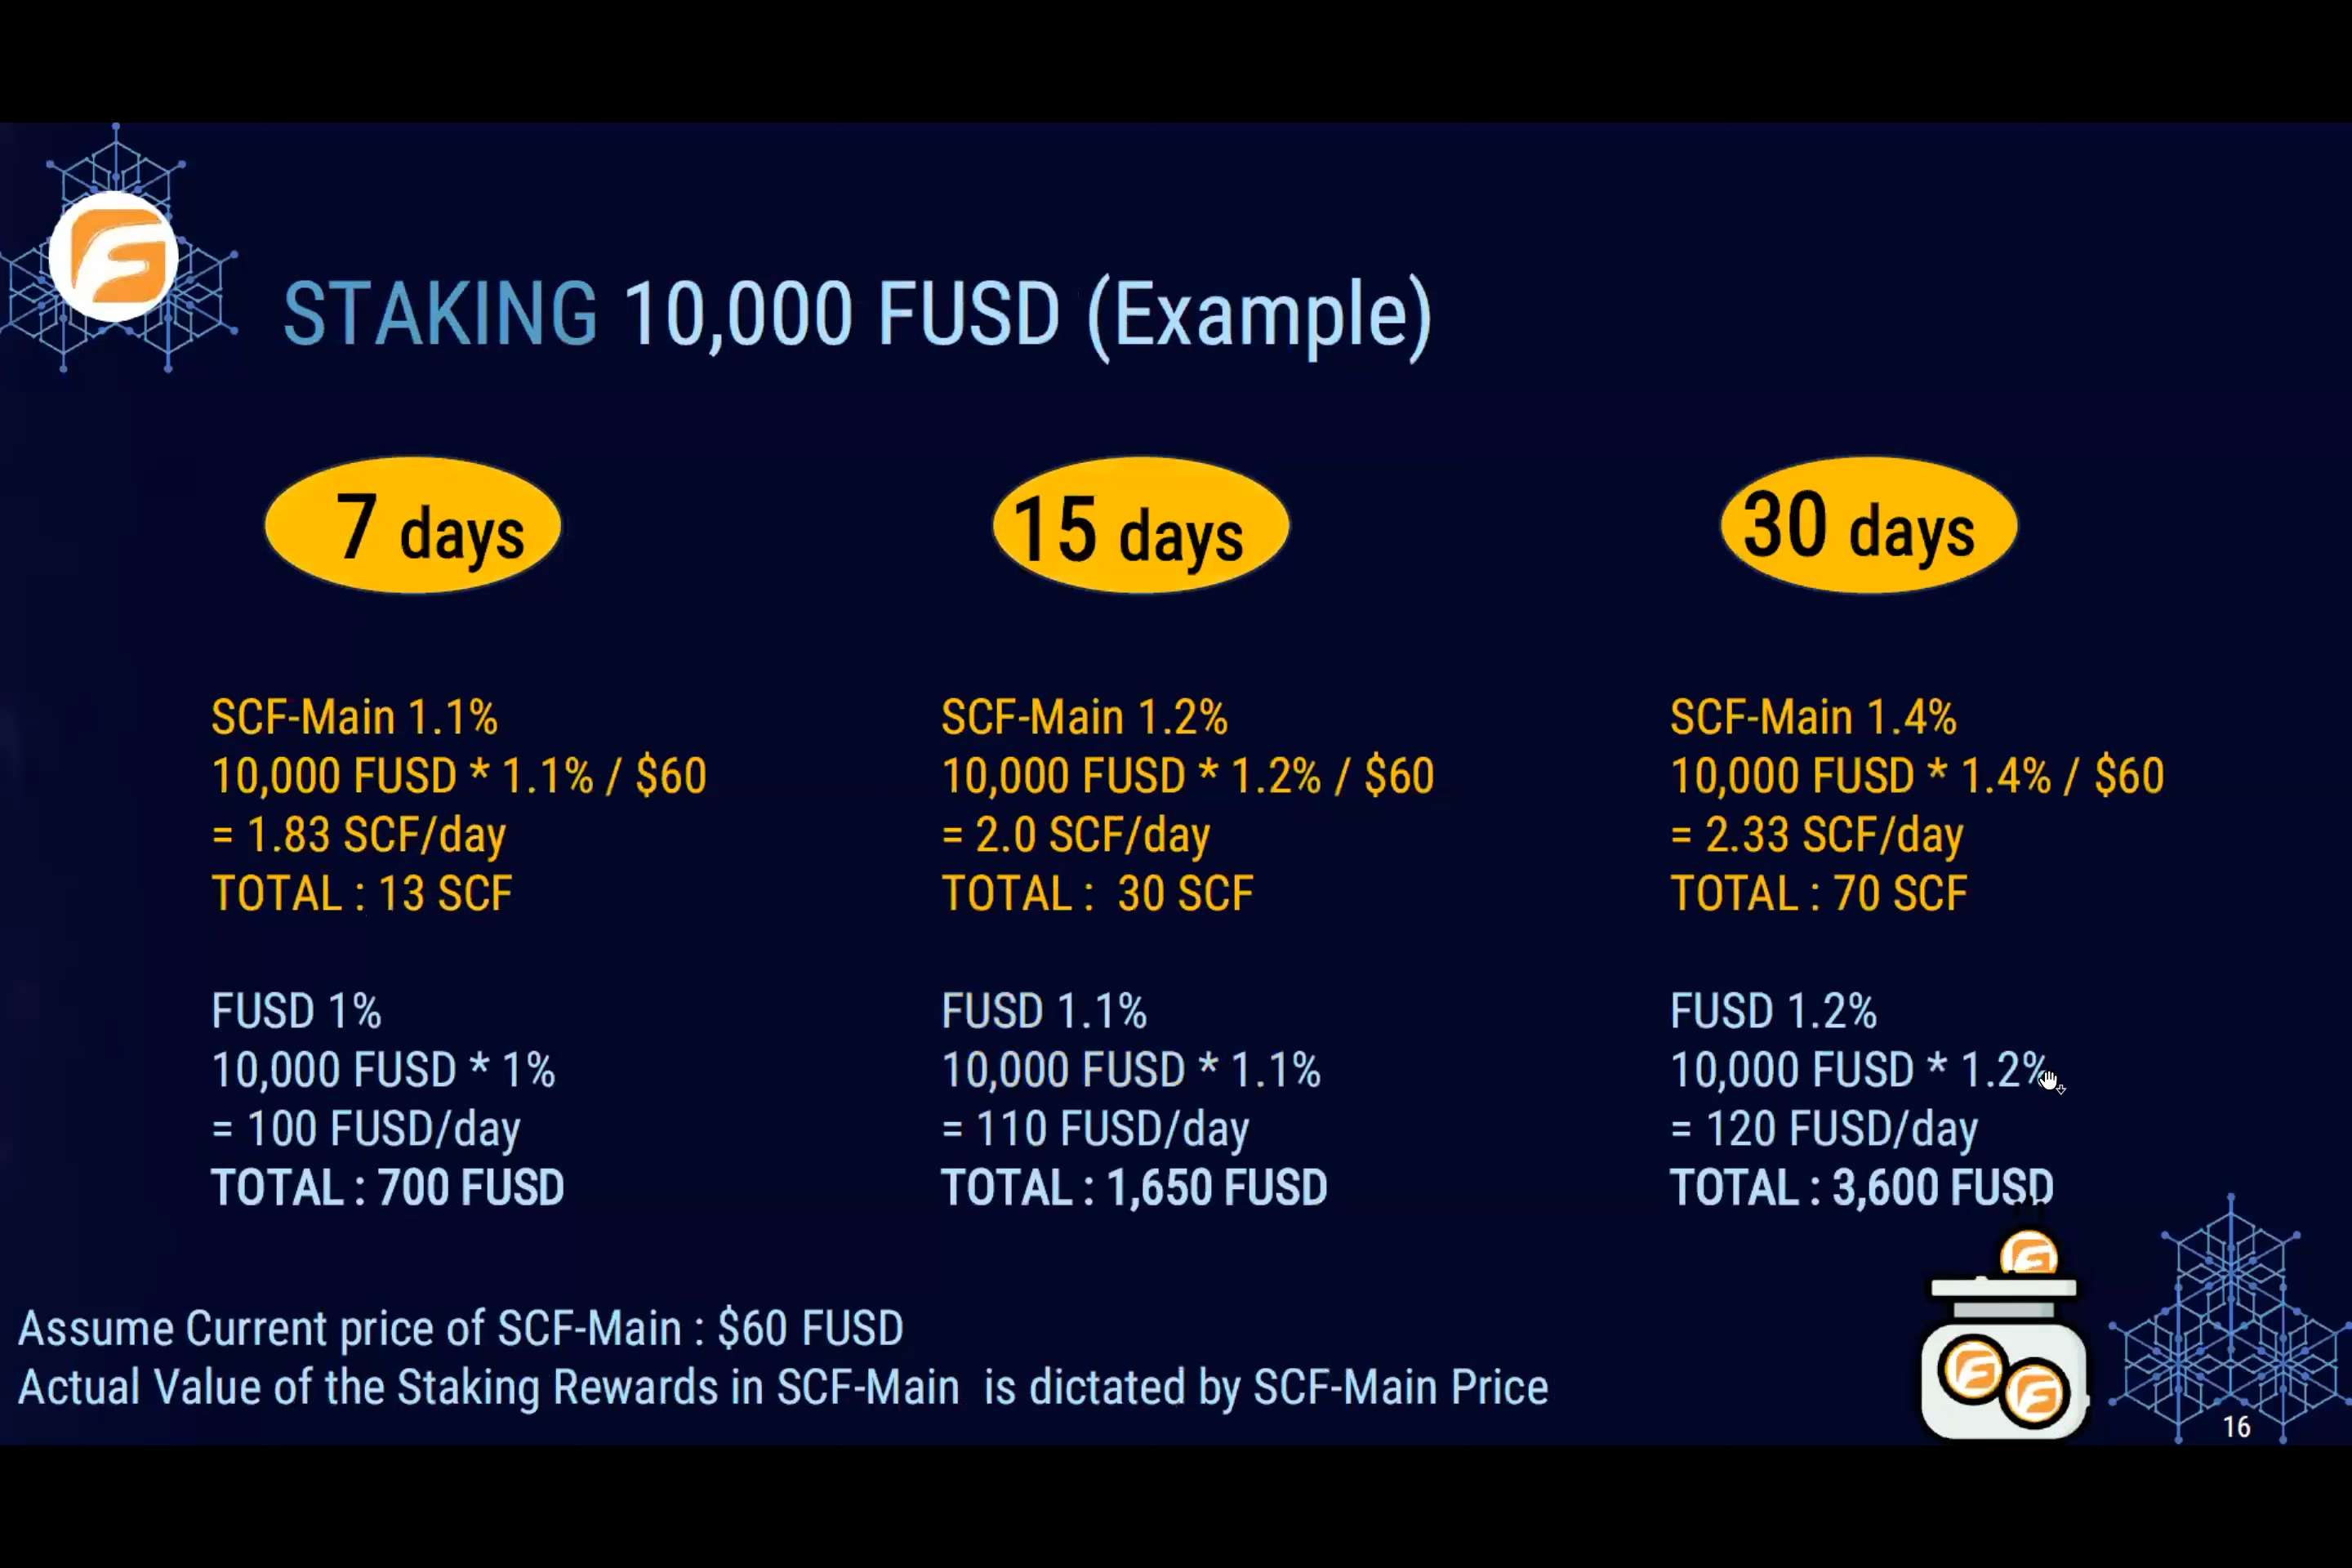 STAKING 10,000 FUSD (Example)
7 days
15 days
30 days
SCF-Main 1.1%
10,000 FUSD * 1.1% / $60
= 1.83 SCF/day
TOTAL : 13 SCF
SCF-Main 1.2%
10,000 FUSD * 1.2% / $60
= 2.0 SCF/day
TOTAL : 30 SCF
SCF-Main 1.4%
10,000 FUSD * 1.4% / $60
= 2.33 SCF/day
TOTAL : 70 SCF
FUSD 1%
10,000 FUSD * 1%
= 100 FUSD/day
TOTAL : 700 FUSD
FUSD 1.1%
10,000 FUSD * 1.1%
= 110 FUSD/day
TOTAL : 1,650 FUSD
FUSD 1.2%
10,000 FUSD * 1.2%
= 120 FUSD/day
TOTAL : 3,600 FUSD
Assume Current price of SCF-Main : $60 FUSD
Actual Value of the Staking Rewards in SCF-Main is dictated by SCF-Main Price
16